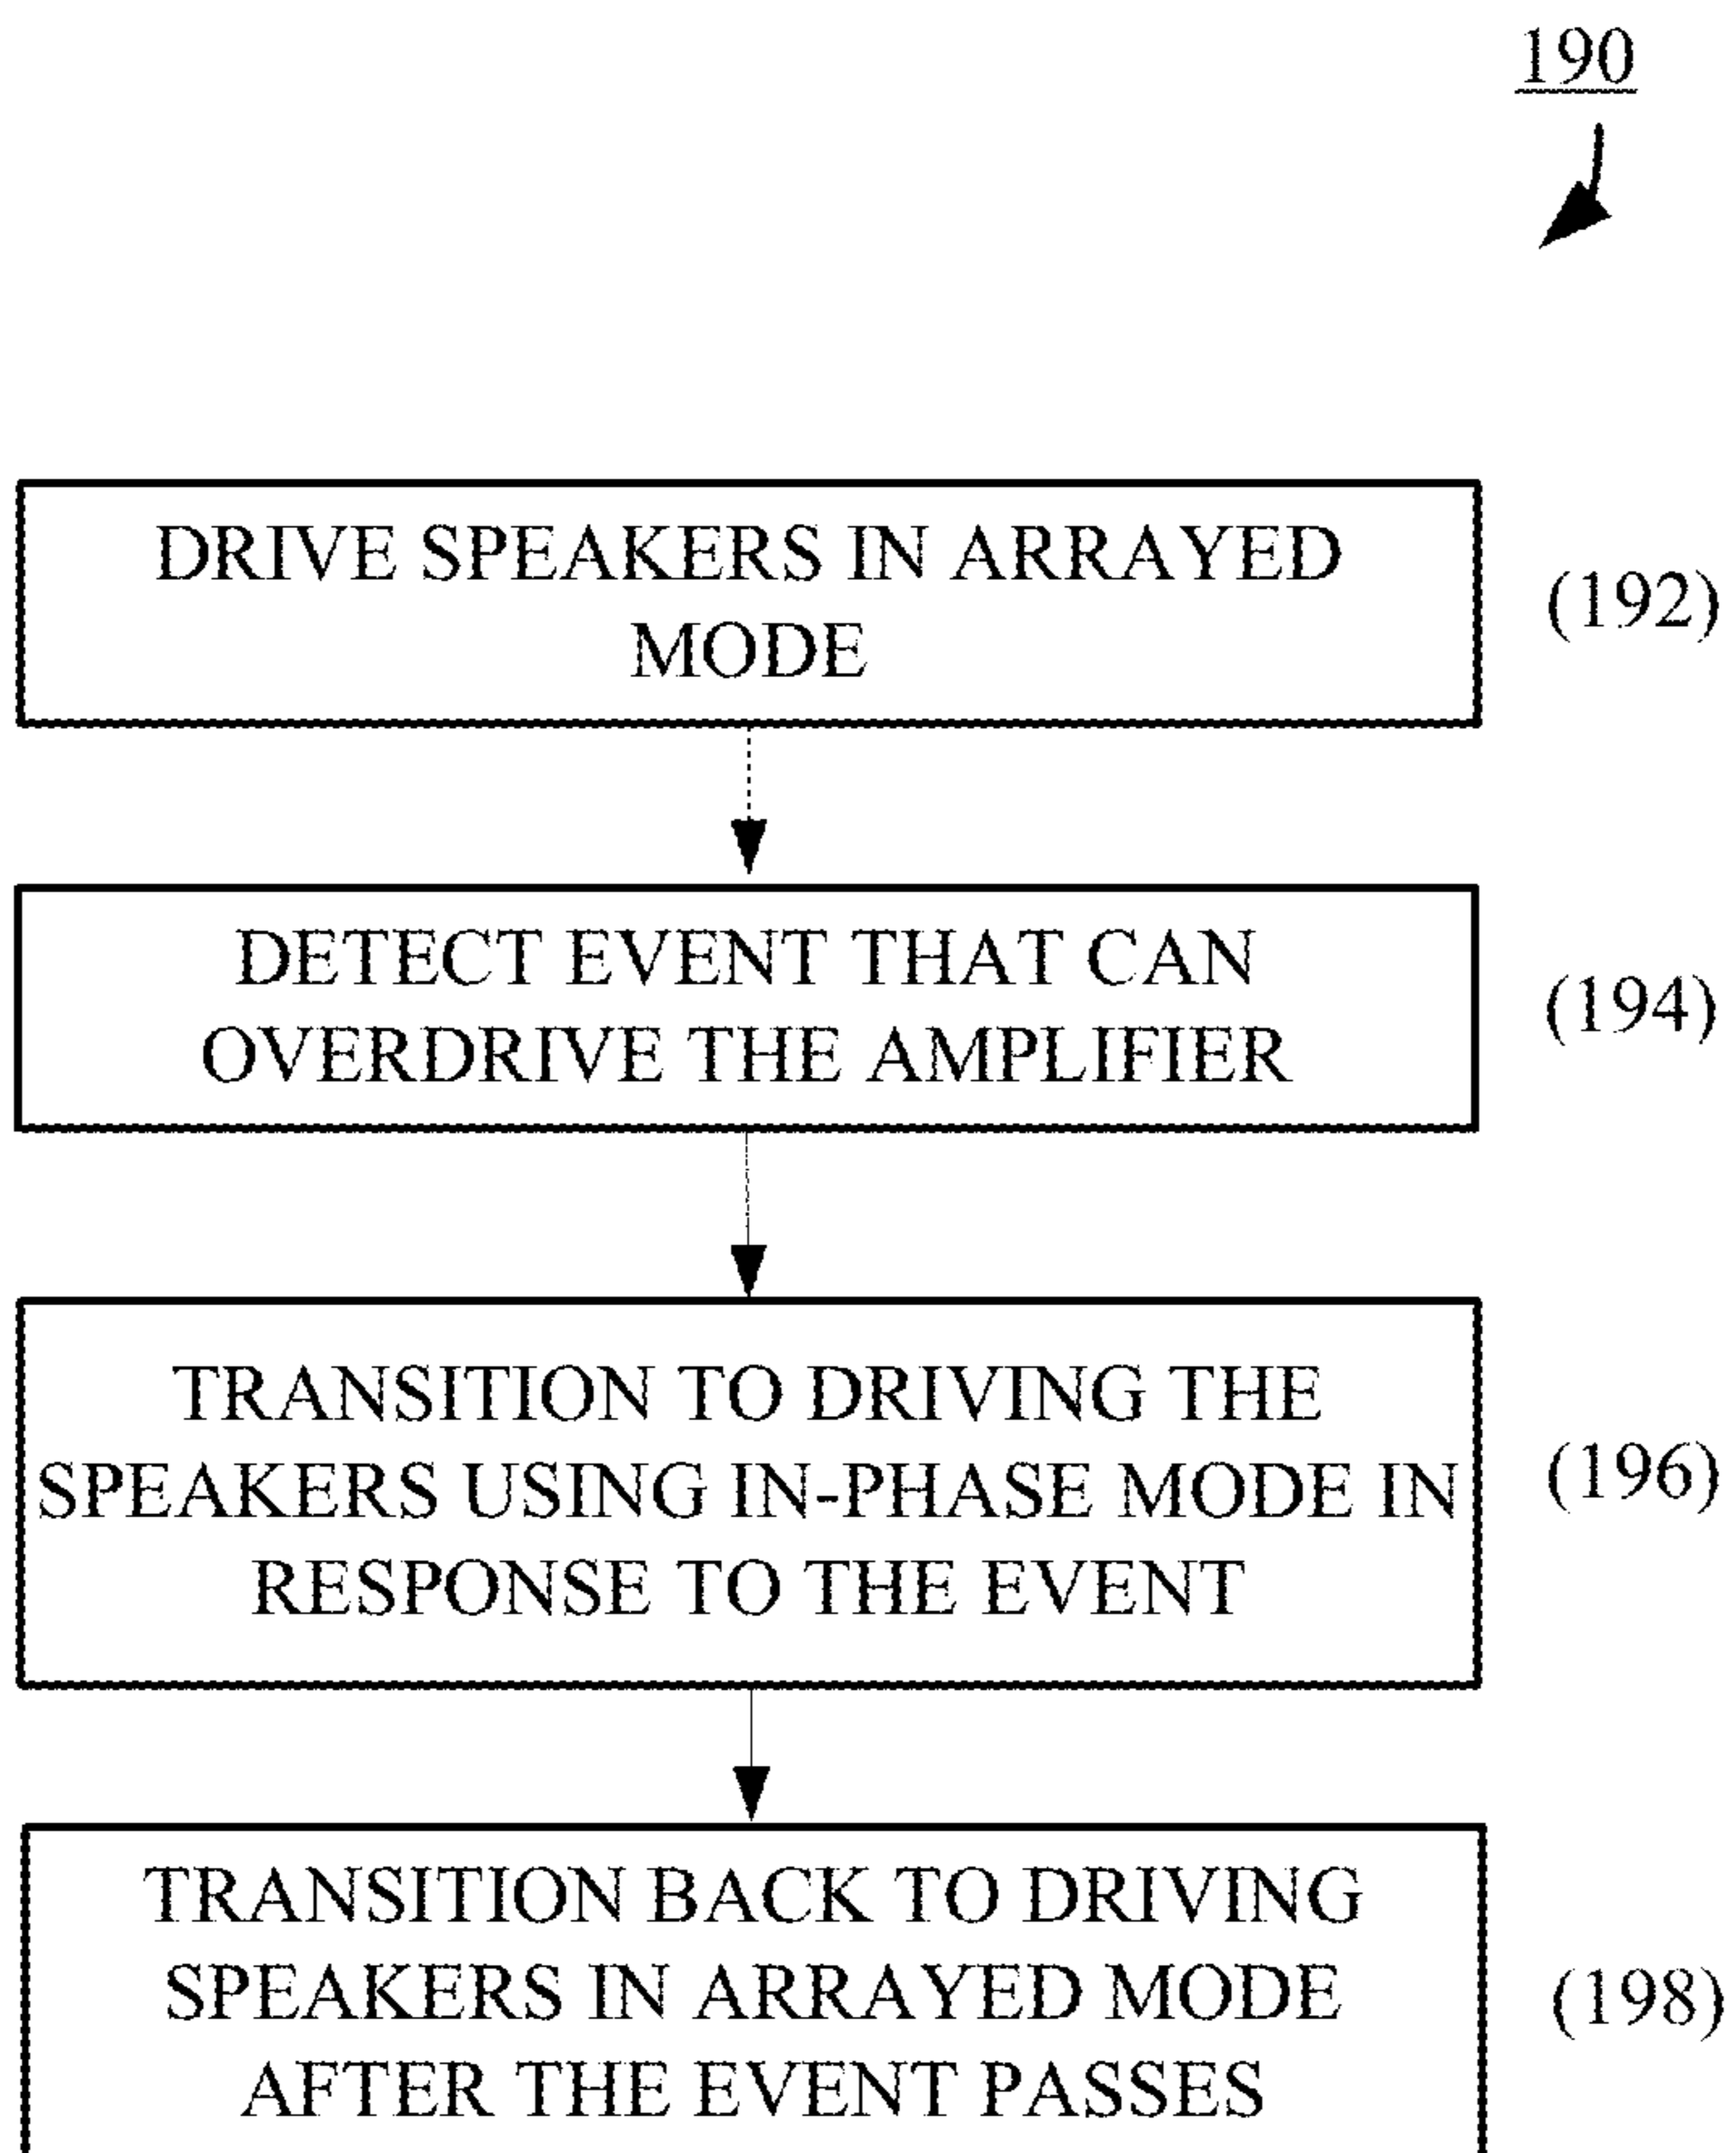 190
DRIVE SPEAKERS IN ARRAYED
MODE
(192)
DETECT EVENT THAT CAN
OVERDRIVE THE AMPLIFIER
(194)
TRANSITION TO DRIVING THE
SPEAKERS USING IN-PHASE MODE IN
RESPONSE TO THE EVENT
(196)
TRANSITION BACK TO DRIVING
SPEAKERS IN ARRAYED MODE
AFTER THE EVENT PASSES
(198)